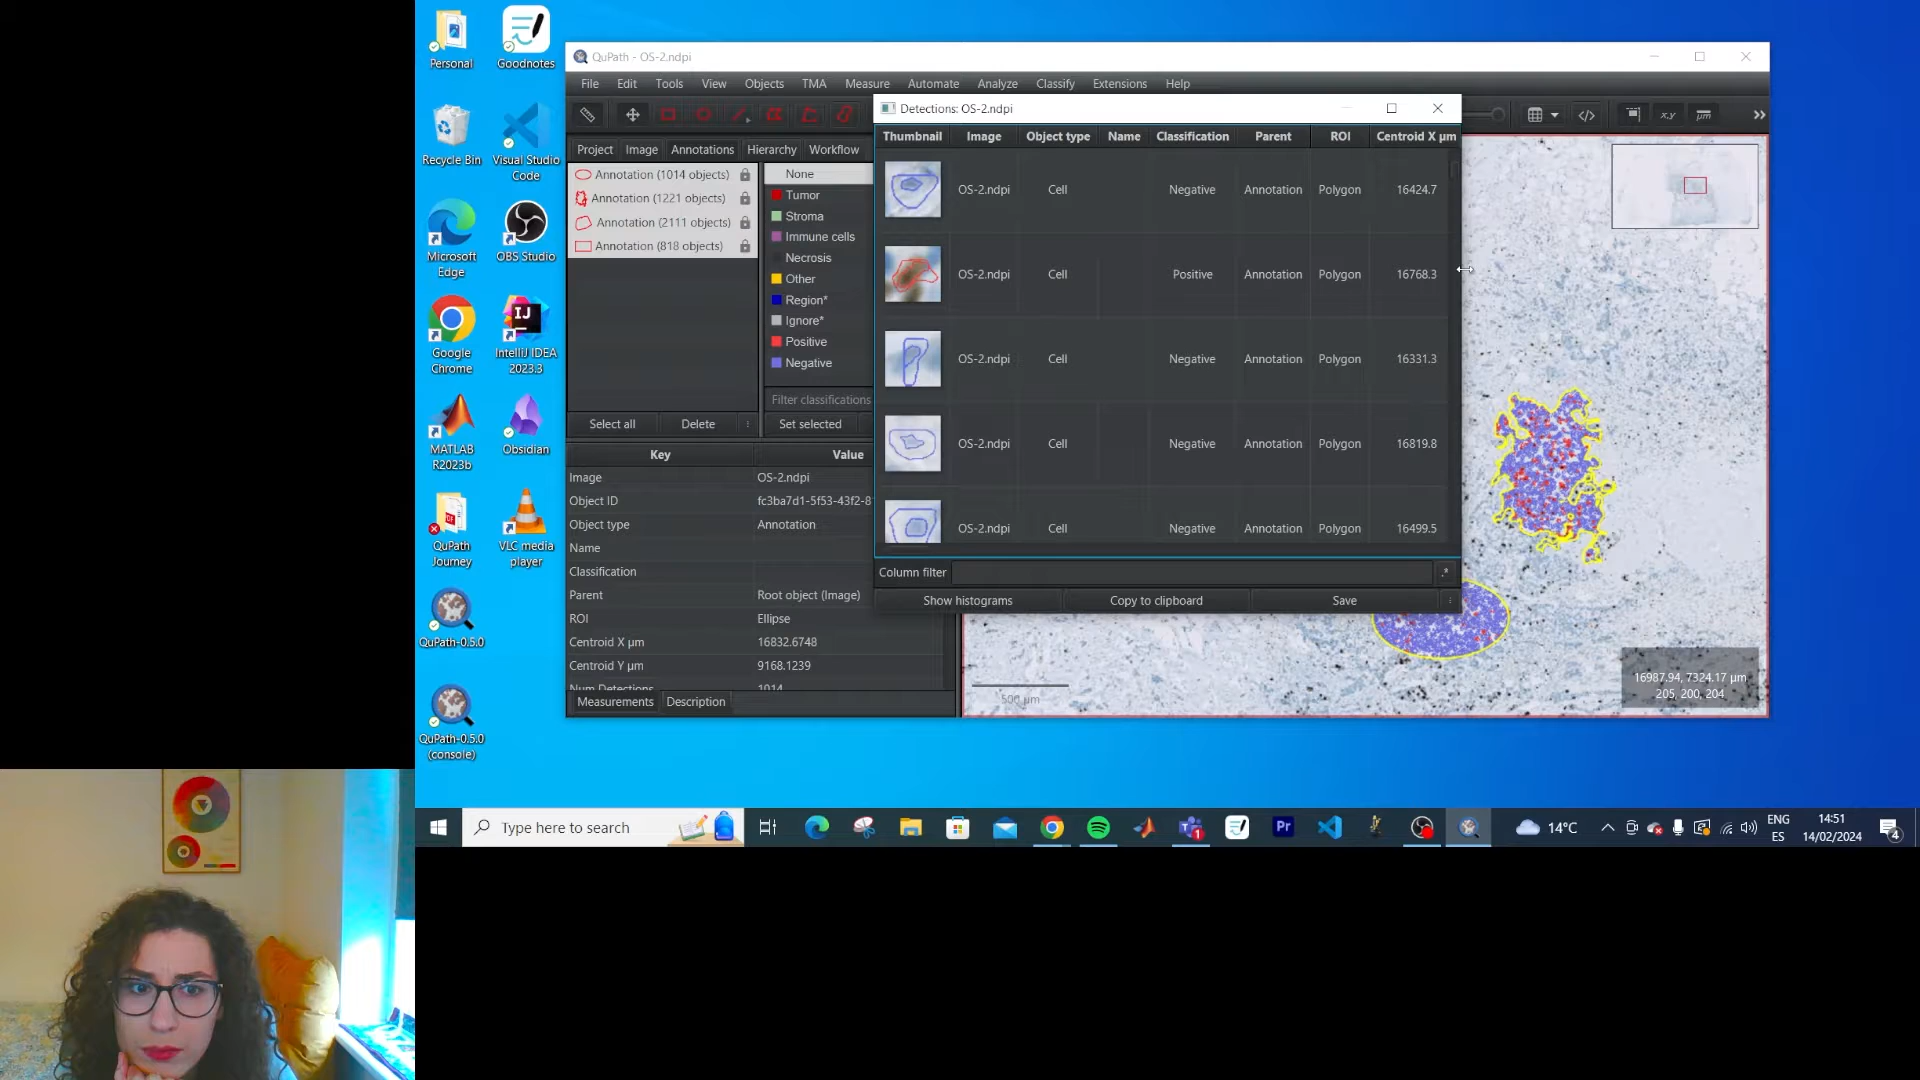 Personal
Goodnotes
Recycle Bin
Visual Studio
Code
Microsoft
Edge
OBS Studio
Google
Chrome
IntelliJ IDEA
2023.3
MATLAB
R2023b
Obsidian
QuPath
Journey
VLC media
player
QuPath-0.5.0
QuPath-0.5.0
(console)
QuPath - OS-2.ndpi
File Edit Tools View Objects TMA Measure Automate Analyze Classify Extensions Help
x,y µm
Project Image Annotations Hierarchy Workflow
Annotation (1014 objects)
Annotation (1221 objects)
Annotation (2111 objects)
Annotation (818 objects)
None
Tumor
Stroma
Immune cells
Necrosis
Other
Region*
Ignore*
Positive
Negative
Filter classifications
Select all Delete Set selected
Key Value
Image OS-2.ndpi
Object ID fc3ba7d1-5f53-43f2-8
Object type Annotation
Name
Classification
Parent Root object (Image)
ROI Ellipse
Centroid X µm 16832.6748
Centroid Y µm 9168.1239
Num Detections 1014
Measurements Description
Detections: OS-2.ndpi
Thumbnail Image Object type Name Classification Parent ROI Centroid X µm
OS-2.ndpi Cell Negative Annotation Polygon 16424.7
OS-2.ndpi Cell Positive Annotation Polygon 16768.3
OS-2.ndpi Cell Negative Annotation Polygon 16331.3
OS-2.ndpi Cell Negative Annotation Polygon 16819.8
OS-2.ndpi Cell Negative Annotation Polygon 16499.5
Column filter .*
Show histograms Copy to clipboard Save
500 µm
16987.94, 7324.17 µm
205, 200, 204
Type here to search
Pr
14°C
ENG
ES
14:51
14/02/2024
4